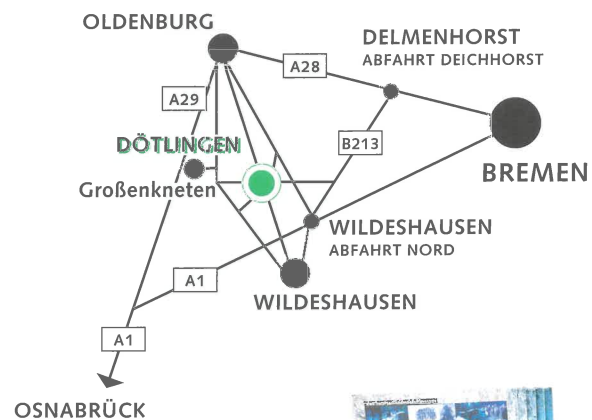 OLDENBURG
DELMENHORST
ABFAHRT DEICHHORST
A28
A29
B213
DÖTLINGEN
Großenkneten
BREMEN
WILDESHAUSEN
ABFAHRT NORD
A1
WILDESHAUSEN
A1
OSNABRÜCK